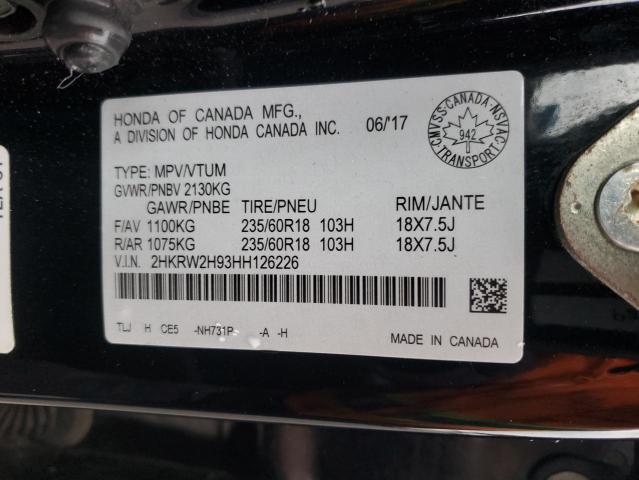 HONDA OF CANADA MFG.,
A DIVISION OF HONDA CANADA INC. 06/'17
CMVSS·CANADA·NSVAC
942
TRANSPORT
TYPE: MPV/VTUM
GVWR/PNBV 2130KG
GAWR/PNBE TIRE/PNEU RIM/JANTE
F/AV 1100KG 235/60R18 103H 18X7.5J
R/AR 1075KG 235/60R18 103H 18X7.5J
V.I.N. 2HKRW2H93HH126226
TLJ H CE5 -NH731P -A -H
MADE IN CANADA